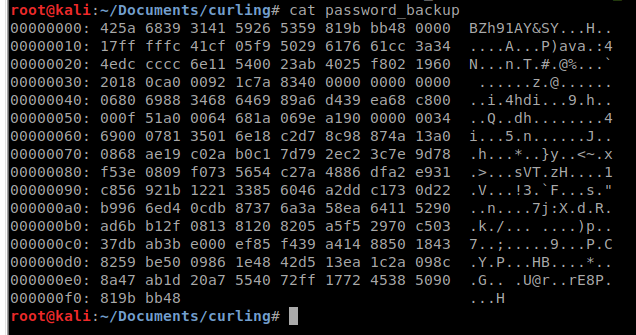 root@kali:~/Documents/curling# cat password_backup
00000000: 425a 6839 3141 5926 5359 819b bb48 0000 BZh91AY&SY...H..
00000010: 17ff fffc 41cf 05f9 5029 6176 61cc 3a34 ....A...P)ava.:4
00000020: 4edc cccc 6e11 5400 23ab 4025 f802 1960 N...n.T.#.@%...`
00000030: 2018 0ca0 0092 1c7a 8340 0000 0000 0000 ......z.@......
00000040: 0680 6988 3468 6469 89a6 d439 ea68 c800 ..i.4hdi...9.h..
00000050: 000f 51a0 0064 681a 069e a190 0000 0034 ..Q..dh........4
00000060: 6900 0781 3501 6e18 c2d7 8c98 874a 13a0 i...5.n......J..
00000070: 0868 ae19 c02a b0c1 7d79 2ec2 3c7e 9d78 .h...*..}y..<~.x
00000080: f53e 0809 f073 5654 c27a 4886 dfa2 e931 .>...sVT.zH....1
00000090: c856 921b 1221 3385 6046 a2dd c173 0d22 .V...!3.`F...s."
000000a0: b996 6ed4 0cdb 8737 6a3a 58ea 6411 5290 ..n....7j:X.d.R.
000000b0: ad6b b12f 0813 8120 8205 a5f5 2970 c503 .k./... ....)p..
000000c0: 37db ab3b e000 ef85 f439 a414 8850 1843 7..;.....9...P.C
000000d0: 8259 be50 0986 1e48 42d5 13ea 1c2a 098c .Y.P...HB....*..
000000e0: 8a47 ab1d 20a7 5540 72ff 1772 4538 5090 .G.. .U@r..rE8P.
000000f0: 819b bb48 ...H
root@kali:~/Documents/curling#